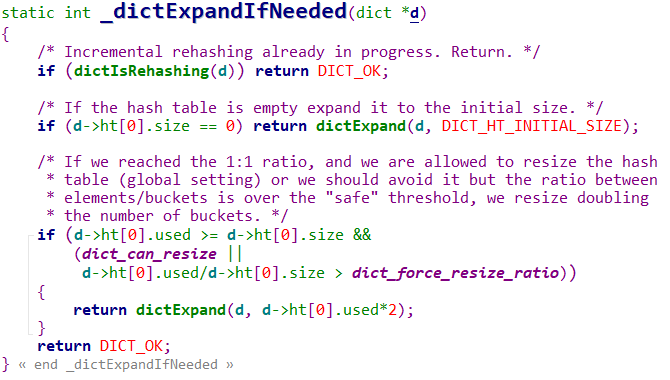 static int _dictExpandIfNeeded(dict *d)
{
    /* Incremental rehashing already in progress. Return. */
    if (dictIsRehashing(d)) return DICT_OK;

    /* If the hash table is empty expand it to the initial size. */
    if (d->ht[0].size == 0) return dictExpand(d, DICT_HT_INITIAL_SIZE);

    /* If we reached the 1:1 ratio, and we are allowed to resize the hash
     * table (global setting) or we should avoid it but the ratio between
     * elements/buckets is over the "safe" threshold, we resize doubling
     * the number of buckets. */
    if (d->ht[0].used >= d->ht[0].size &&
        (dict_can_resize ||
         d->ht[0].used/d->ht[0].size > dict_force_resize_ratio))
    {
        return dictExpand(d, d->ht[0].used*2);
    }
    return DICT_OK;
} « end _dictExpandIfNeeded »